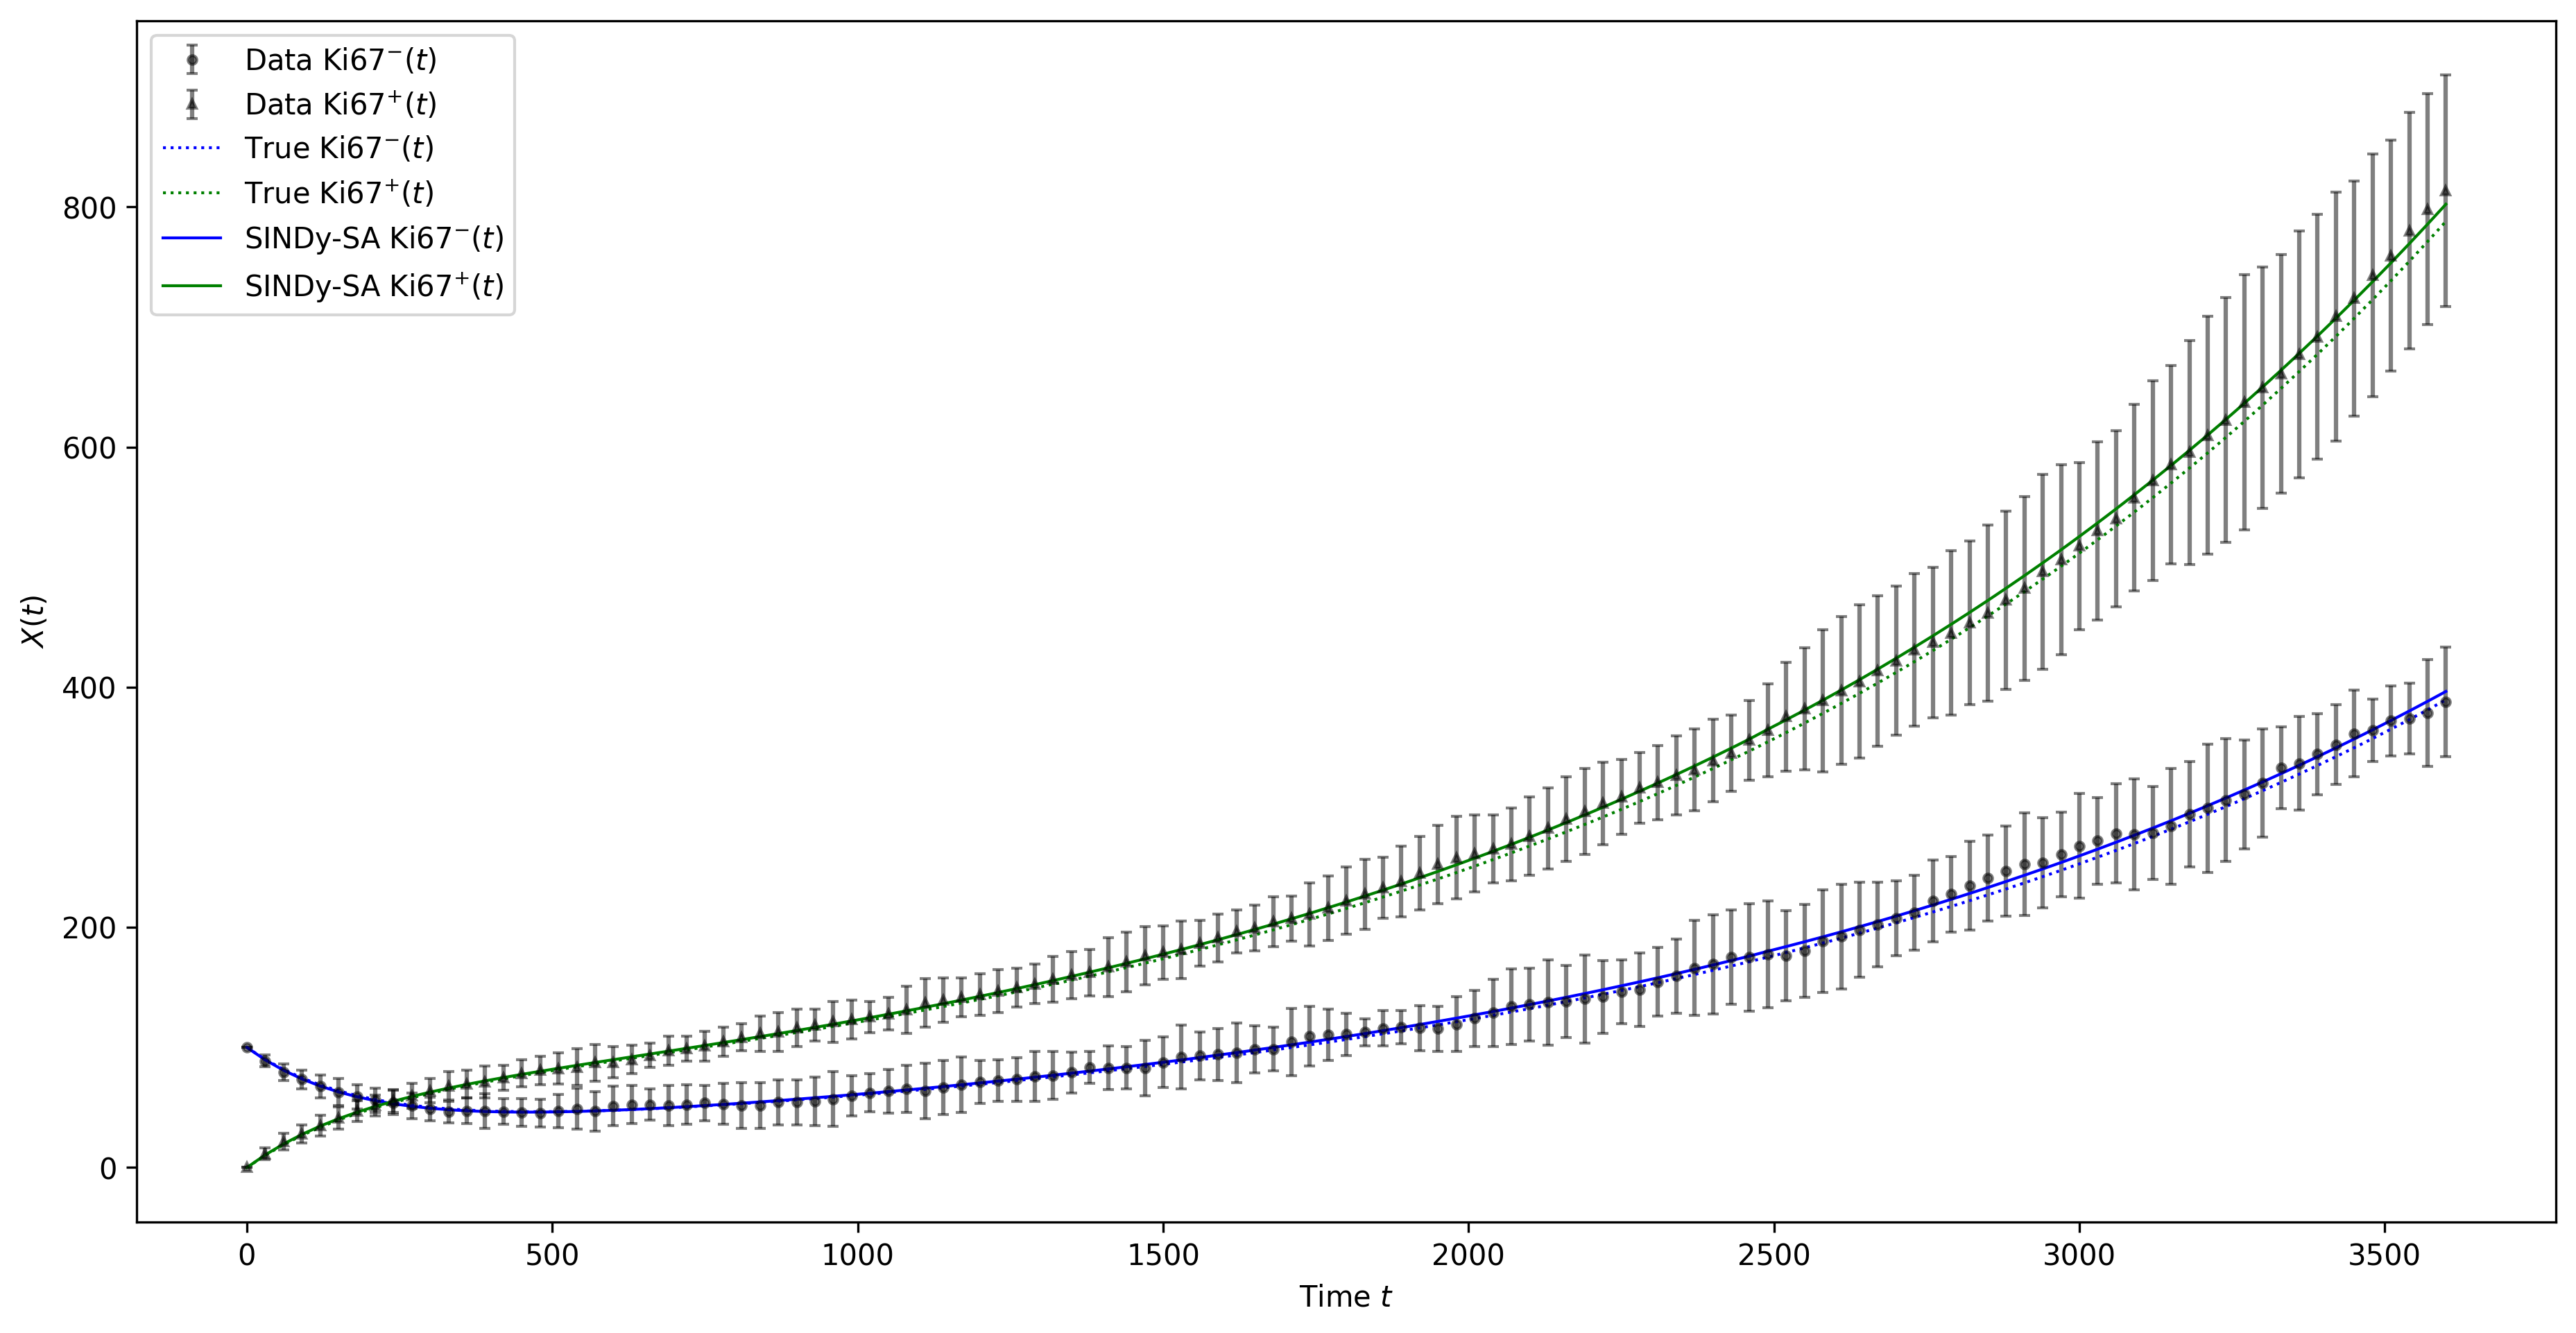 Data Ki67⁻(t)
Data Ki67⁺(t)
True Ki67⁻(t)
True Ki67⁺(t)
SINDy-SA Ki67⁻(t)
SINDy-SA Ki67⁺(t)
800
600
400
200
0
X(t)
0 500 1000 1500 2000 2500 3000 3500
Time t